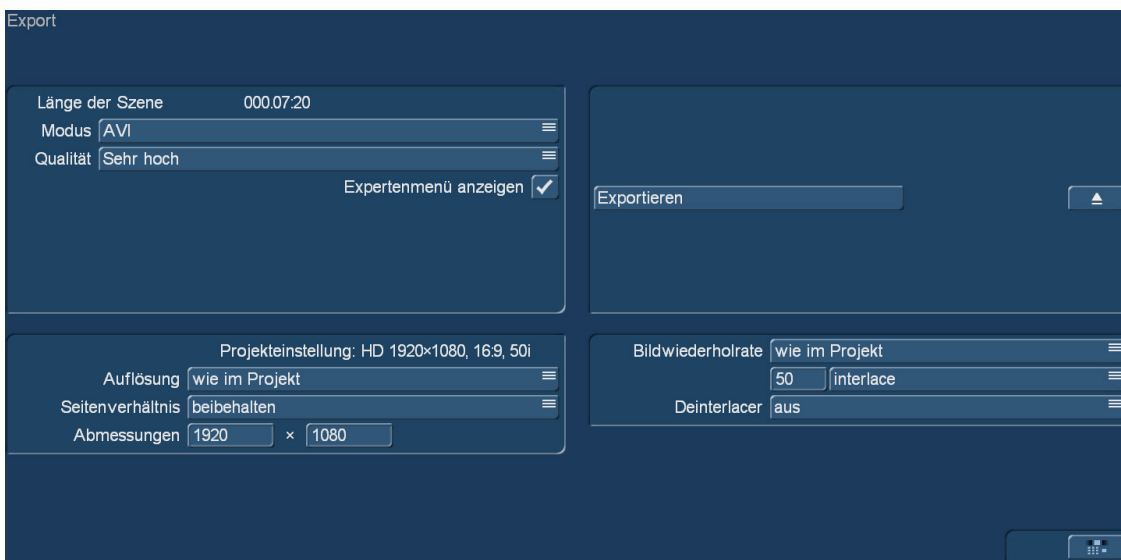 Export
Länge der Szene 000.07:20
Modus AVI
Qualität Sehr hoch
Expertenmenü anzeigen
Exportieren
Projekteinstellung: HD 1920×1080, 16:9, 50i
Auflösung wie im Projekt
Seitenverhältnis beibehalten
Abmessungen 1920 × 1080
Bildwiederholrate wie im Projekt
50 interlace
Deinterlacer aus